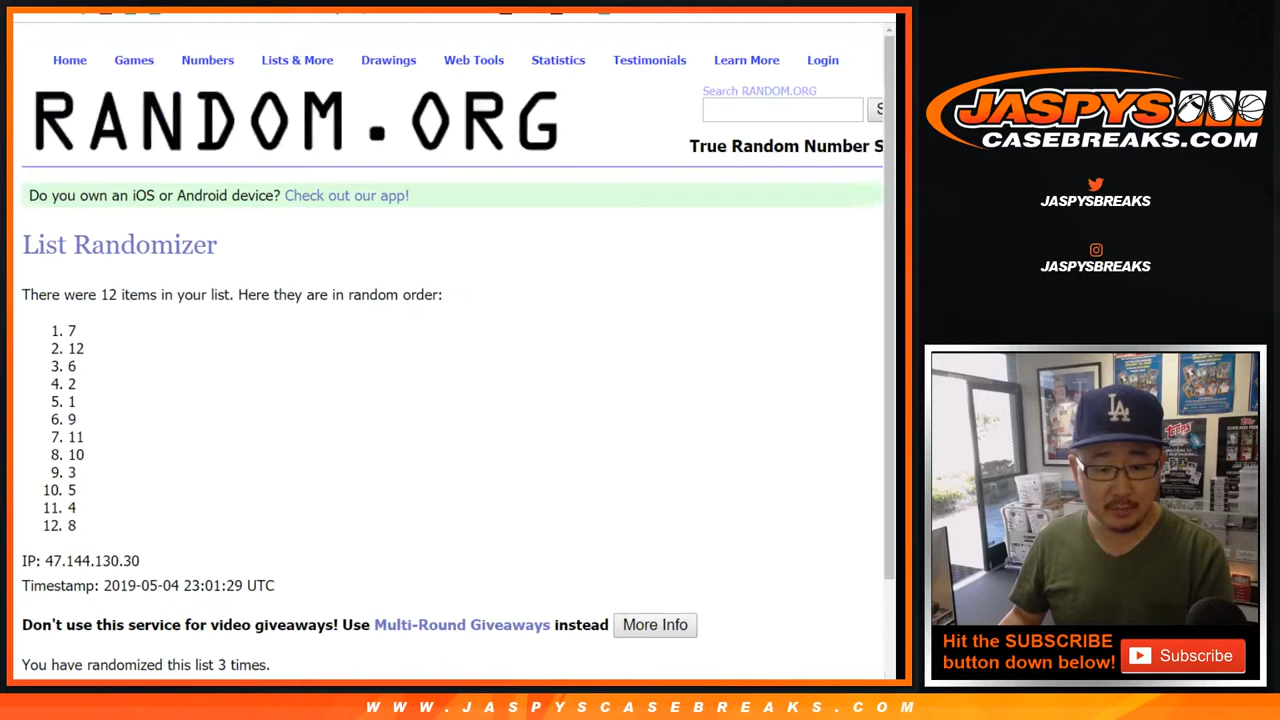 Home Games Numbers Lists & More Drawings Web Tools Statistics Testimonials Learn More Login
Search RANDOM.ORG
RANDOM.ORG
S
True Random Number S
Do you own an iOS or Android device? Check out our app!
List Randomizer
There were 12 items in your list. Here they are in random order:
1. 7
2. 12
3. 6
4. 2
5. 1
6. 9
7. 11
8. 10
9. 3
10. 5
11. 4
12. 8
IP: 47.144.130.30
Timestamp: 2019-05-04 23:01:29 UTC
Don't use this service for video giveaways! Use Multi-Round Giveaways instead More Info
You have randomized this list 3 times.
JASPYS
CASEBREAKS.COM
JASPYSBREAKS
JASPYSBREAKS
LA
TOPPS
Hit the SUBSCRIBE
button down below!
Subscribe
WWW.JASPYSCASEBREAKS.COM